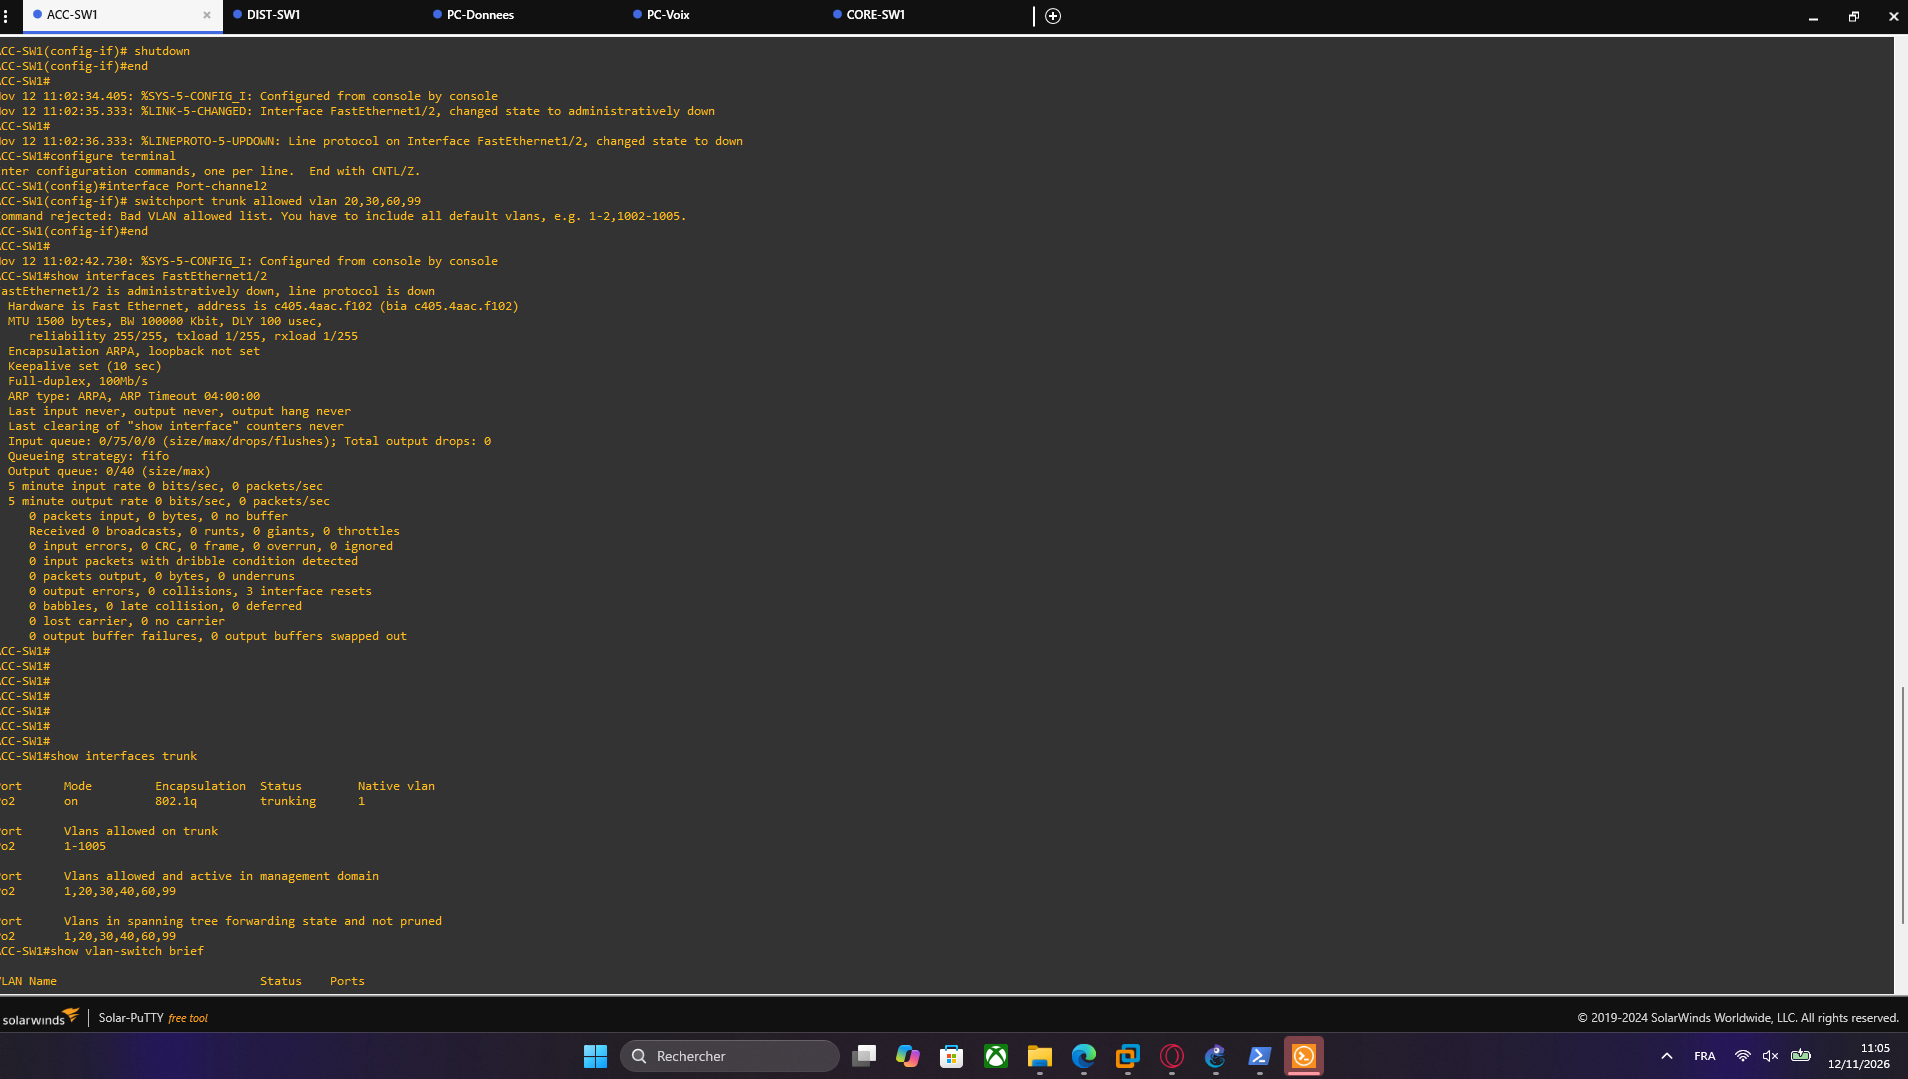 ACC-SW1
DIST-SW1
PC-Donnees
PC-Voix
CORE-SW1
CC-SW1(config-if)# shutdown
CC-SW1(config-if)#end
CC-SW1#
ov 12 11:02:34.405: %SYS-5-CONFIG_I: Configured from console by console
ov 12 11:02:35.333: %LINK-5-CHANGED: Interface FastEthernet1/2, changed state to administratively down
CC-SW1#
ov 12 11:02:36.333: %LINEPROTO-5-UPDOWN: Line protocol on Interface FastEthernet1/2, changed state to down
CC-SW1#configure terminal
nter configuration commands, one per line.  End with CNTL/Z.
CC-SW1(config)#interface Port-channel2
CC-SW1(config-if)# switchport trunk allowed vlan 20,30,60,99
ommand rejected: Bad VLAN allowed list. You have to include all default vlans, e.g. 1-2,1002-1005.
CC-SW1(config-if)#end
CC-SW1#
ov 12 11:02:42.730: %SYS-5-CONFIG_I: Configured from console by console
CC-SW1#show interfaces FastEthernet1/2
astEthernet1/2 is administratively down, line protocol is down
Hardware is Fast Ethernet, address is c405.4aac.f102 (bia c405.4aac.f102)
MTU 1500 bytes, BW 100000 Kbit, DLY 100 usec,
reliability 255/255, txload 1/255, rxload 1/255
Encapsulation ARPA, loopback not set
Keepalive set (10 sec)
Full-duplex, 100Mb/s
ARP type: ARPA, ARP Timeout 04:00:00
Last input never, output never, output hang never
Last clearing of "show interface" counters never
Input queue: 0/75/0/0 (size/max/drops/flushes); Total output drops: 0
Queueing strategy: fifo
Output queue: 0/40 (size/max)
5 minute input rate 0 bits/sec, 0 packets/sec
5 minute output rate 0 bits/sec, 0 packets/sec
0 packets input, 0 bytes, 0 no buffer
Received 0 broadcasts, 0 runts, 0 giants, 0 throttles
0 input errors, 0 CRC, 0 frame, 0 overrun, 0 ignored
0 input packets with dribble condition detected
0 packets output, 0 bytes, 0 underruns
0 output errors, 0 collisions, 3 interface resets
0 babbles, 0 late collision, 0 deferred
0 lost carrier, 0 no carrier
0 output buffer failures, 0 output buffers swapped out
CC-SW1#
CC-SW1#
CC-SW1#
CC-SW1#
CC-SW1#
CC-SW1#
CC-SW1#
CC-SW1#show interfaces trunk
ort      Mode         Encapsulation  Status        Native vlan
o2       on           802.1q         trunking      1
ort      Vlans allowed on trunk
o2       1-1005
ort      Vlans allowed and active in management domain
o2       1,20,30,40,60,99
ort      Vlans in spanning tree forwarding state and not pruned
o2       1,20,30,40,60,99
CC-SW1#show vlan-switch brief
LAN Name                             Status    Ports
solarwinds
Solar-PuTTY free tool
© 2019-2024 SolarWinds Worldwide, LLC. All rights reserved.
Rechercher
FRA
11:05
12/11/2026